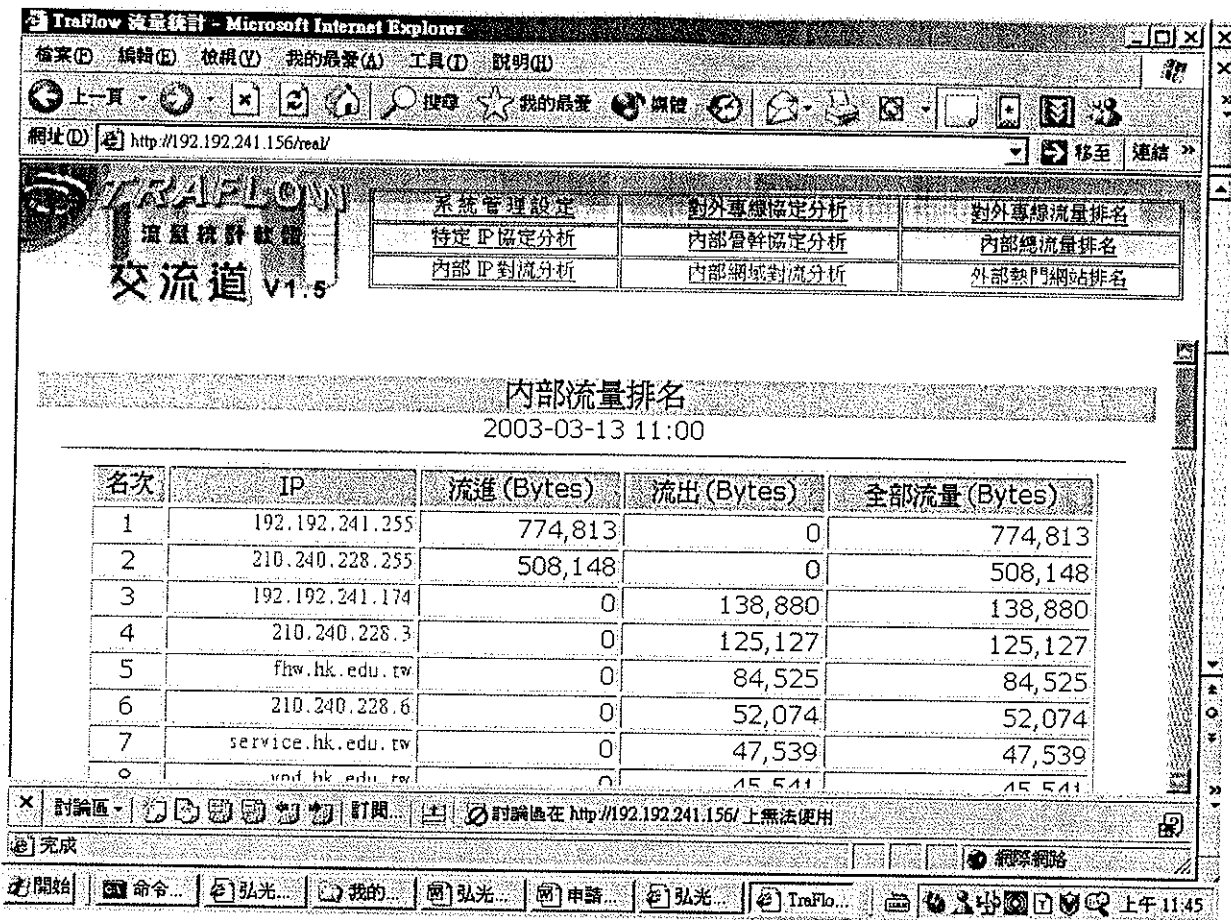 TraFlow 流量統計 - Microsoft Internet Explorer
檔案(F) 編輯(E) 檢視(V) 我的最愛(A) 工具(T) 說明(H)
上一頁 搜尋 我的最愛 媒體
網址(D) http://192.192.241.156/real/ 移至 連結 »
TRAFLOW
流量統計軟體
交流道 V1.5
系統管理設定 對外專線協定分析 對外專線流量排名
特定 IP 協定分析 內部骨幹協定分析 內部總流量排名
內部 IP 對流分析 內部網域對流分析 外部熱門網站排名
內部流量排名
2003-03-13 11:00
名次 IP 流進 (Bytes) 流出 (Bytes) 全部流量 (Bytes)
1 192.192.241.255 774,813 0 774,813
2 210.240.228.255 508,148 0 508,148
3 192.192.241.174 0 138,880 138,880
4 210.240.228.3 0 125,127 125,127
5 fhw.hk.edu.tw 0 84,525 84,525
6 210.240.228.6 0 52,074 52,074
7 service.hk.edu.tw 0 47,539 47,539
8 vod.hk.edu.tw 0 45,541 45,541
討論區 訂閱... 討論區在 http://192.192.241.156/ 上無法使用
完成 網際網路
開始 命令... 弘光... 我的... 弘光... 申請... 弘光... TraFlo... 上午 11:45